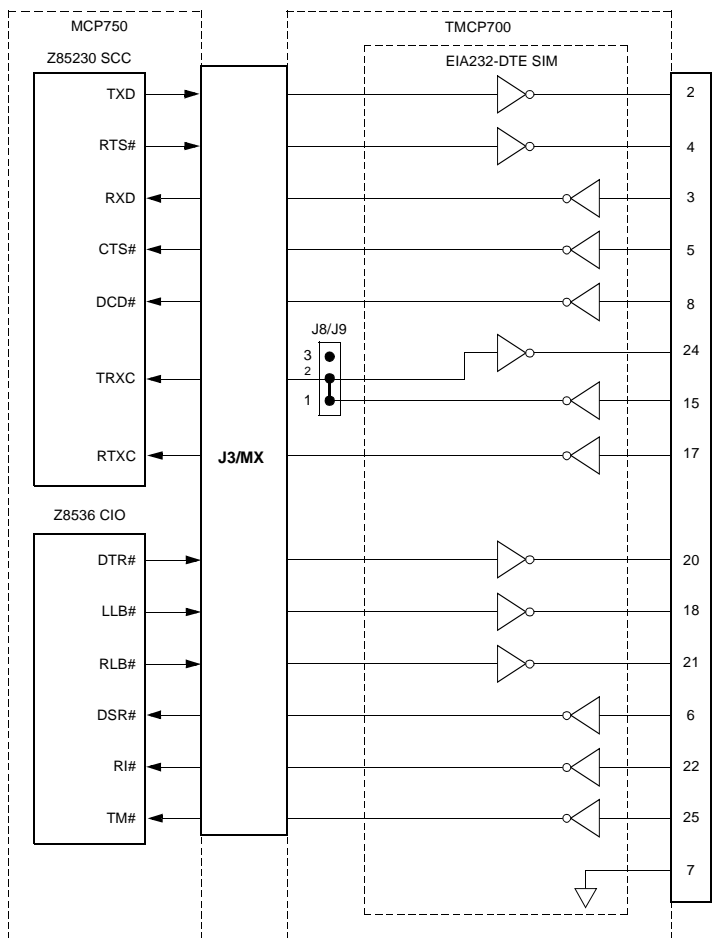 MCP750
TMCP700
Z85230 SCC
EIA232-DTE SIM
TXD
2
RTS#
4
RXD
3
CTS#
5
DCD#
8
J8/J9
24
3
2
TRXC
1
15
RTXC
J3/MX
17
Z8536 CIO
DTR#
20
LLB#
18
RLB#
21
DSR#
6
RI#
22
TM#
25
7